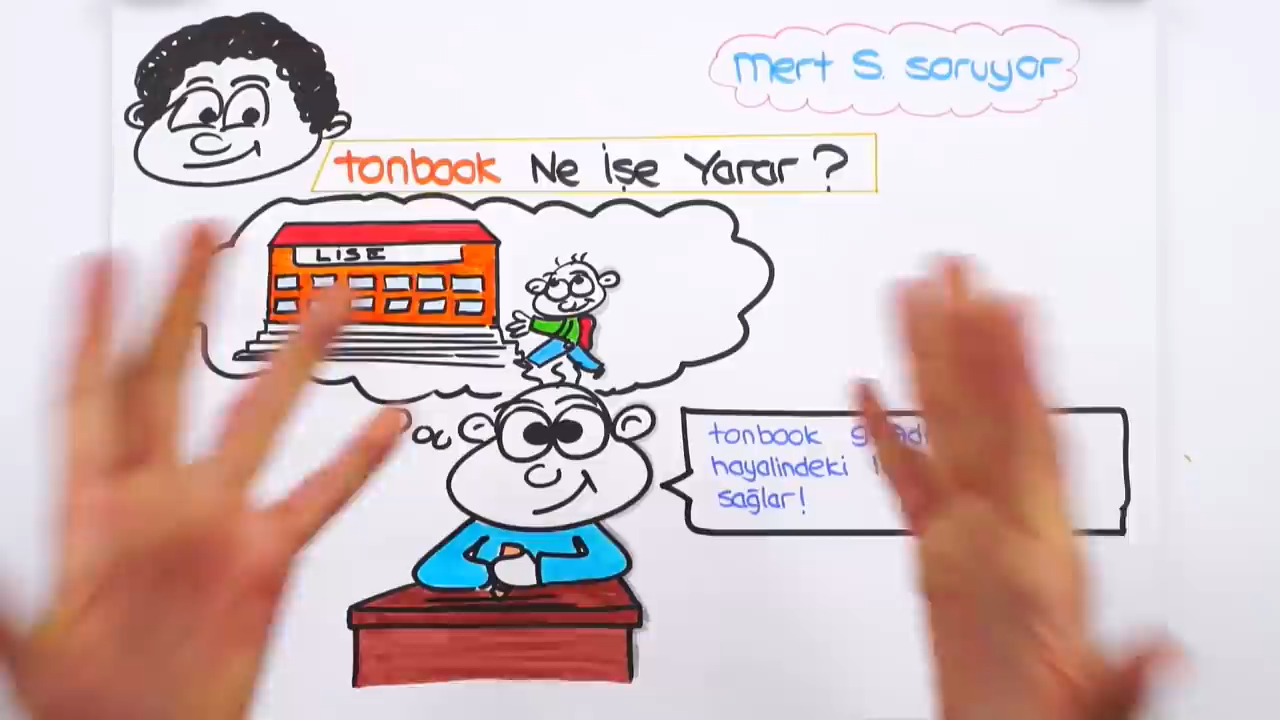 mert S. soruyor
tonbook Ne İşe Yarar ?
LİSE
tonbook
hayalindeki
sağlar!